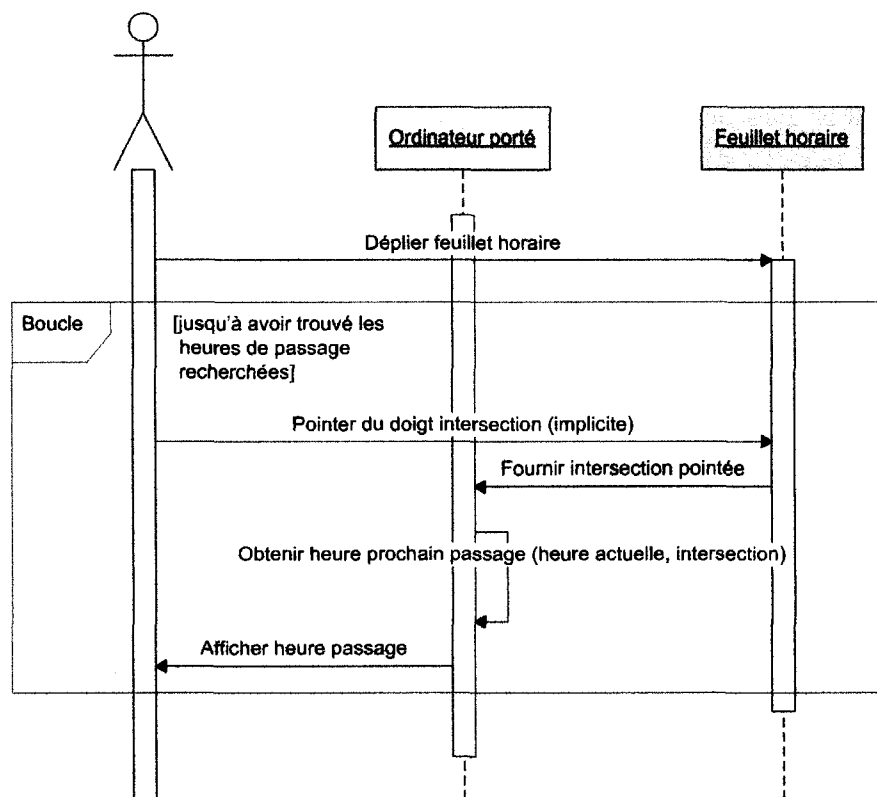 Ordinateur porté
Feuillet horaire
Déplier feuillet horaire
Boucle
[jusqu'à avoir trouvé les
heures de passage
recherchées]
Pointer du doigt intersection (implicite)
Fournir intersection pointée
Obtenir heure prochain passage (heure actuelle, intersection)
Afficher heure passage